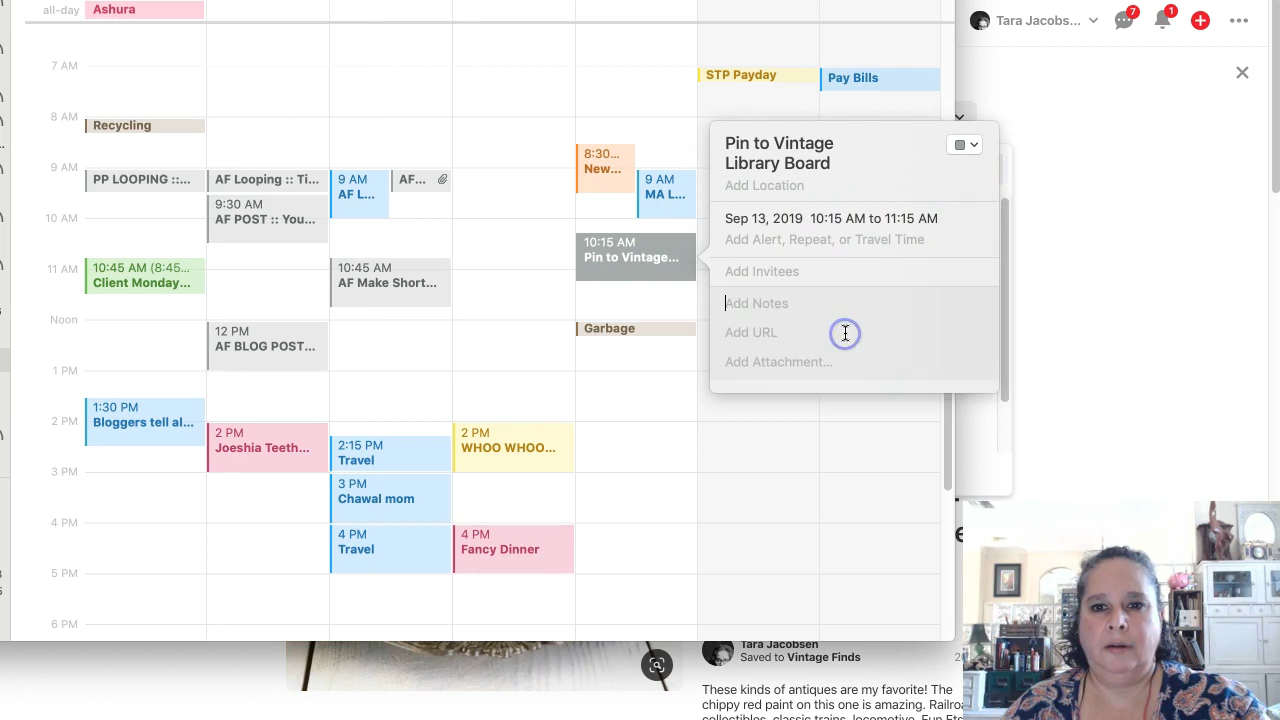 all-day
Ashura
7
1
Tara Jacobs...
7 AM
STP Payday
Pay Bills
8 AM
Recycling
Pin to Vintage
Library Board
Add Location
9 AM
8:30...
New...
PP LOOPING ::...
AF Looping :: Ti...
9 AM
AF L...
AF...
9 AM
MA L...
9:30 AM
AF POST :: You...
10 AM
Sep 13, 2019 10:15 AM to 11:15 AM
Add Alert, Repeat, or Travel Time
10:15 AM
Pin to Vintage...
11 AM
10:45 AM (8:45...
Client Monday...
10:45 AM
AF Make Short...
Add Invitees
Add Notes
Noon
12 PM
AF BLOG POST...
Garbage
Add URL
Add Attachment...
1 PM
1:30 PM
Bloggers tell al...
2 PM
2 PM
Joeshia Teeth...
2:15 PM
Travel
2 PM
WHOO WHOO...
3 PM
3 PM
Chawal mom
4 PM
4 PM
Travel
4 PM
Fancy Dinner
5 PM
6 PM
Tara Jacobsen
Saved to Vintage Finds
These kinds of antiques are my favorite! The
chippy red paint on this one is amazing. Railroa
collectibles, classic trains, locomotive, Fun Ets